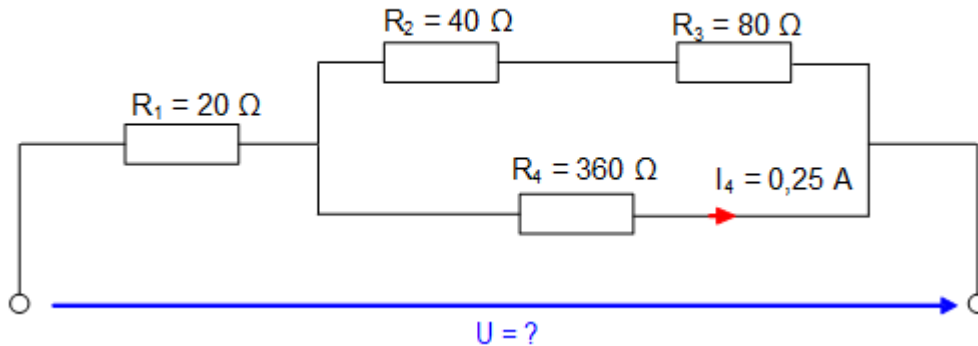 R₂ = 40 Ω
R₃ = 80 Ω
R₁ = 20 Ω
R₄ = 360 Ω
I₄ = 0,25 A
U = ?